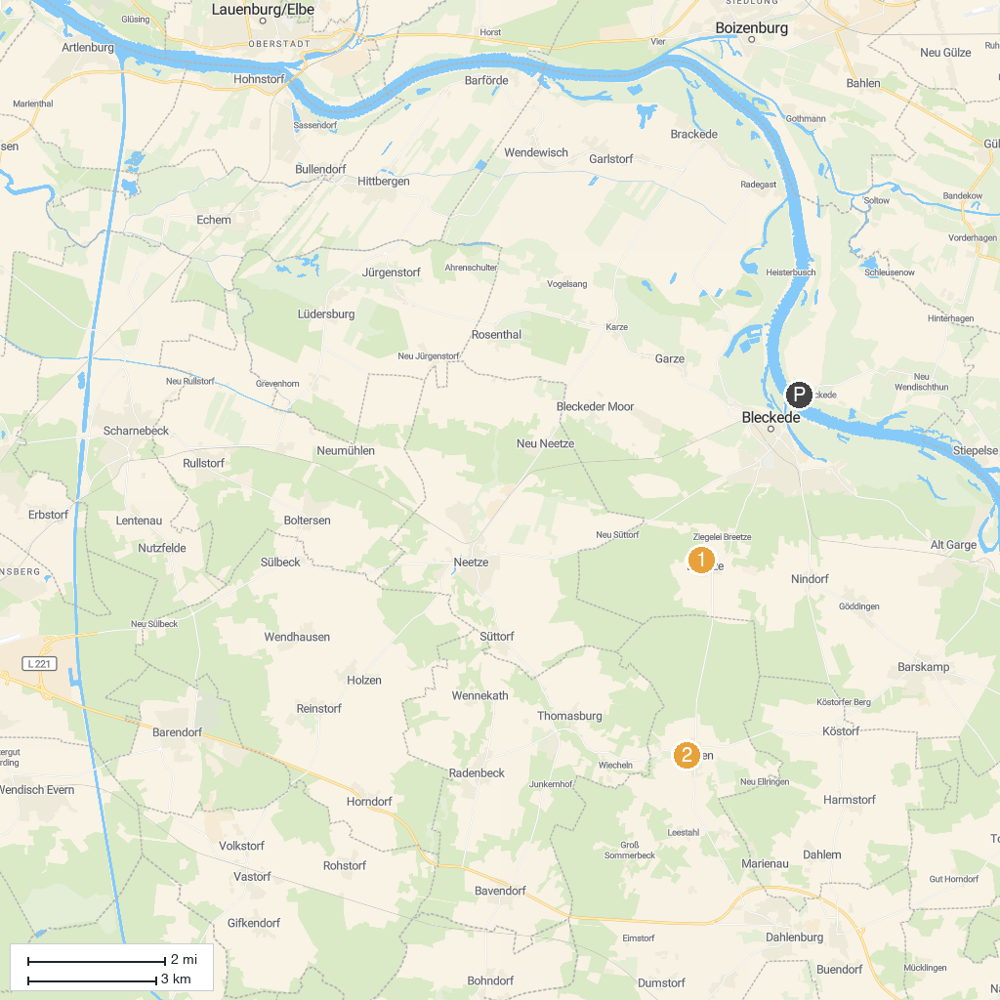 SIEDLUNG
Lauenburg/Elbe
Glüsing
Boizenburg
Artlenburg
OBERSTADT
Horst
Vier
Neu Gülze
Hohnstorf
Barförde
Bahlen
Marienthal
Sassendorf
Gothmann
Brackede
Wendewisch
Garlstorf
Bullendorf
Hittbergen
Radegast
Bandekow
Soltow
Echem
Vorderhagen
Jürgenstorf
Ahrenschulter
Heisterbusch
Schleusenow
Vogelsang
Lüdersburg
Hinterhagen
Rosenthal
Karze
Neu Jürgenstorf
Garze
Neu Rullstorf
Grevenhorn
Neu
Wendischthun
P
Bleckeder Moor
Bleckede
Scharnebeck
Neu Neetze
Neumühlen
Stiepelse
Rullstorf
Erbstorf
Lentenau
Boltersen
Neu Süttorf
Ziegelei Breetze
Alt Garge
Nutzfelde
Sülbeck
Neetze
1
Nindorf
Göddingen
Neu Sülbeck
Wendhausen
Süttorf
L 221
Barskamp
Holzen
Wennekath
Reinstorf
Köstorfer Berg
Thomasburg
Barendorf
Köstorf
2
Wiecheln
Radenbeck
Junkernhof
Neu Ellringen
Wendisch Evern
Horndorf
Harmstorf
Leestahl
Volkstorf
Groß
Sommerbeck
Rohstorf
Marienau
Dahlem
Vastorf
Gut Horndorf
Bavendorf
Gifkendorf
Eimstorf
Dahlenburg
2 mi
3 km
Bohndorf
Dumstorf
Buendorf
Mücklingen